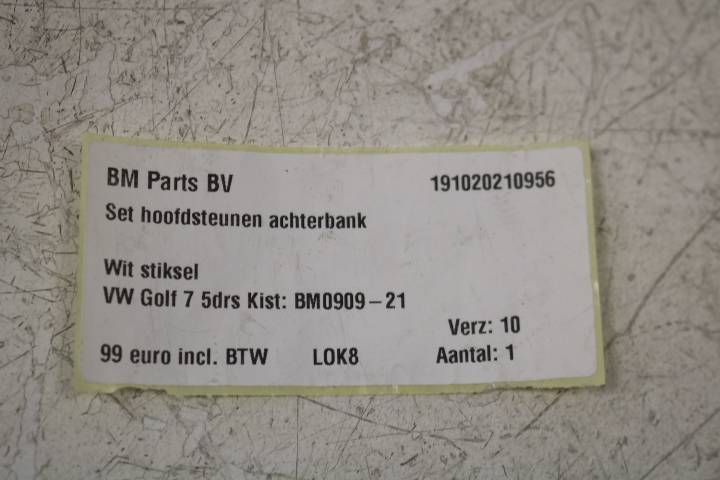 BM Parts BV 191020210956
Set hoofdsteunen achterbank
Wit stiksel
VW Golf 7 5drs Kist: BM0909-21
Verz: 10
99 euro incl. BTW LOK8 Aantal: 1